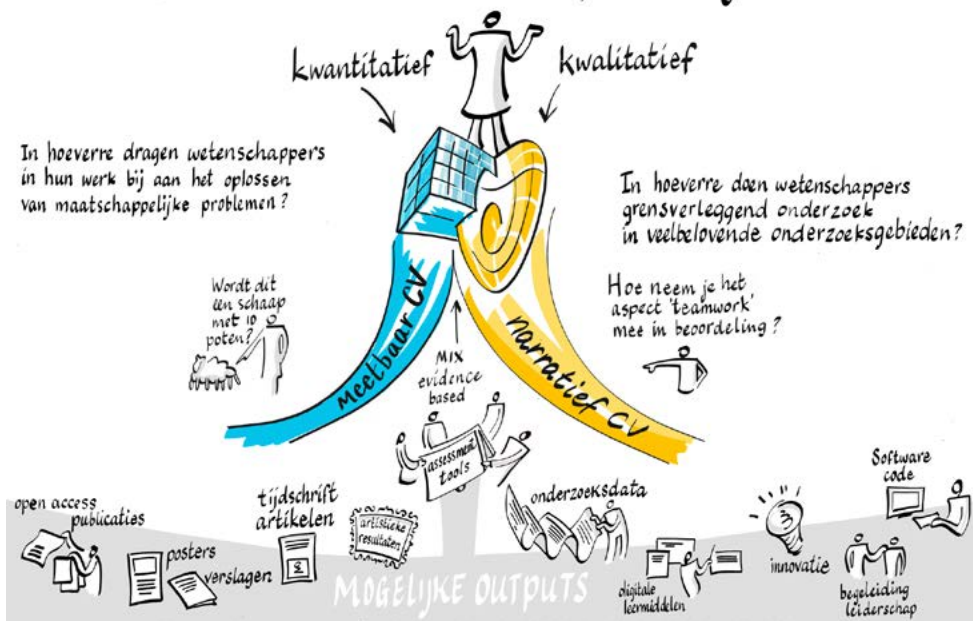 kwantitatief
kwalitatief
In hoeverre dragen wetenschappers
in hun werk bij aan het oplossen
van maatschappelijke problemen?
In hoeverre doen wetenschappers
grensverleggend onderzoek
in veelbelovende onderzoeksgebieden?
Wordt dit
een schaap
met 10
poten?
Hoe neem je het
aspect 'teamwork'
mee in beoordeling?
meetbaar CV
narratief CV
MIX
evidence
based
assessment
tools
open access
publicaties
posters
verslagen
tijdschrift
artikelen
artistieke
resultaten
onderzoeksdata
digitale
leermiddelen
innovatie
begeleiding
leiderschap
Software
code
MOGELIJKE OUTPUTS